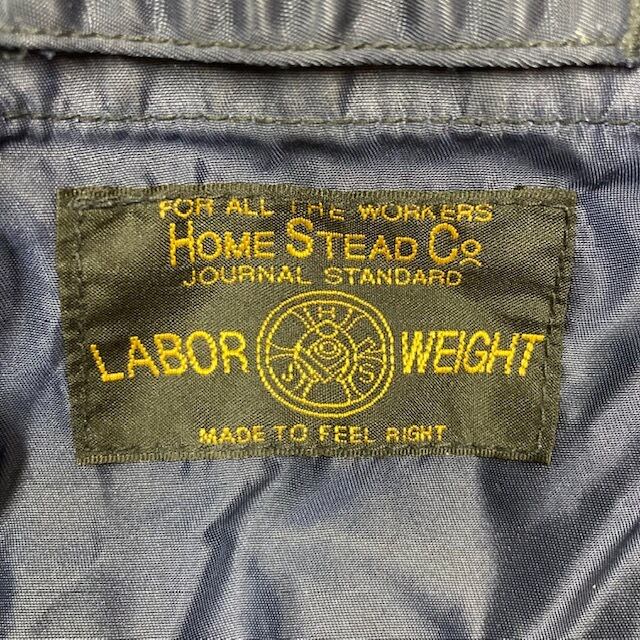 FOR ALL THE WORKERS
HOME STEAD Co
JOURNAL STANDARD
LABOR WEIGHT
MADE TO FEEL RIGHT